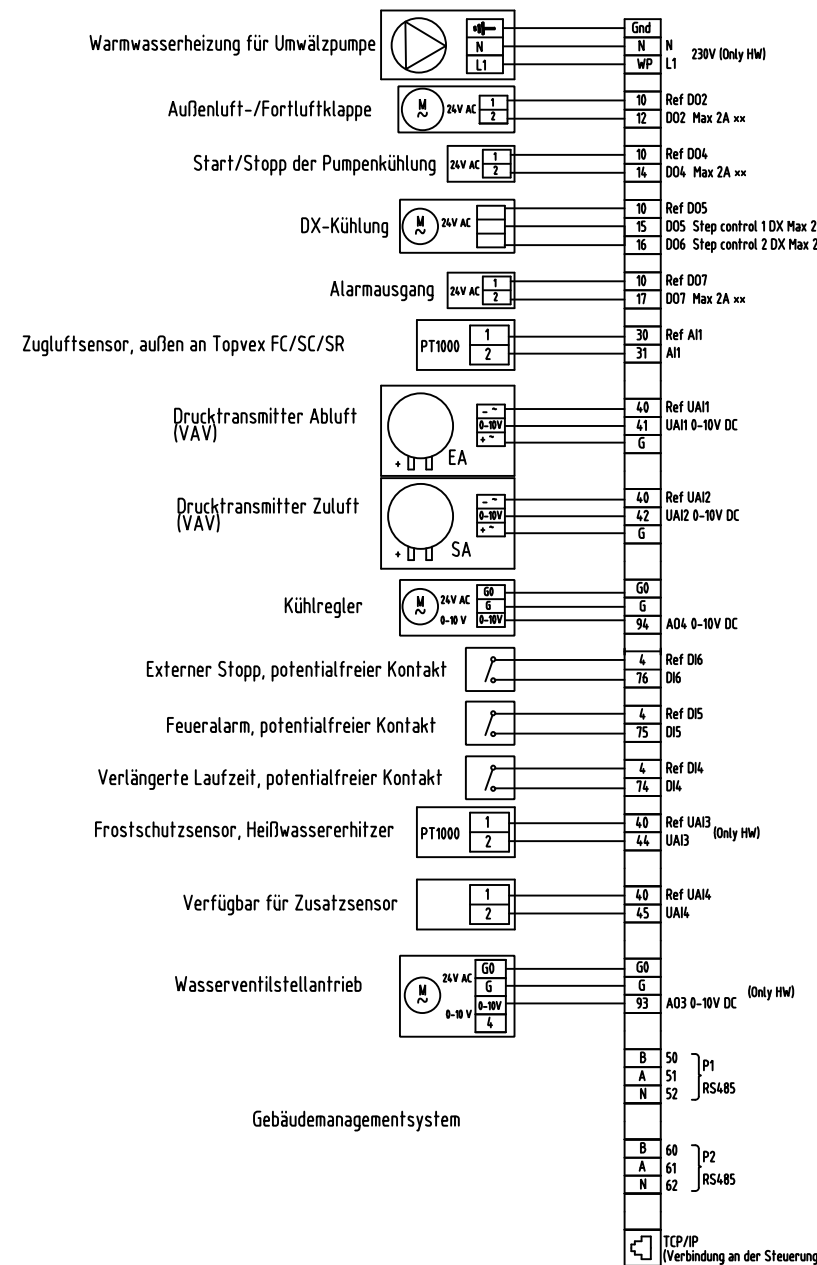 Warmwasserheizung für Umwälzpumpe N L1 Gnd N WP N L1 230V (Only HW)
Außenluft-/Fortluftklappe M ~ 24V AC 1 2 10 12 Ref DO2 DO2 Max 2A xx
Start/Stopp der Pumpenkühlung 24V AC 1 2 10 14 Ref DO4 DO4 Max 2A xx
DX-Kühlung M ~ 24V AC 10 15 16 Ref DO5 DO5 Step control 1 DX Max 2 DO6 Step control 2 DX Max 2
Alarmausgang 24V AC 1 2 10 17 Ref DO7 DO7 Max 2A xx
Zugluftsensor, außen an Topvex FC/SC/SR PT1000 1 2 30 31 Ref AI1 AI1
Drucktransmitter Abluft
(VAV)
- ~ 0-10V + ~ + EA 40 41 G Ref UAI1 UAI1 0-10V DC
Drucktransmitter Zuluft
(VAV)
- ~ 0-10V + ~ + SA 40 42 G Ref UAI2 UAI2 0-10V DC
Kühlregler M ~ 24V AC 0-10 V G0 G 0-10V G0 G 94 AO4 0-10V DC
Externer Stopp, potentialfreier Kontakt 4 76 Ref DI6 DI6
Feueralarm, potentialfreier Kontakt 4 75 Ref DI5 DI5
Verlängerte Laufzeit, potentialfreier Kontakt 4 74 Ref DI4 DI4
Frostschutzsensor, Heißwassererhitzer PT1000 1 2 40 44 Ref UAI3 UAI3 (Only HW)
Verfügbar für Zusatzsensor 1 2 40 45 Ref UAI4 UAI4
Wasserventilstellantrieb M ~ 24V AC 0-10 V G0 G 0-10V 4 G0 G 93 AO3 0-10V DC (Only HW)
B 50
A 51
N 52
P1
RS485
Gebäudemanagementsystem
B 60
A 61
N 62
P2
RS485
TCP/IP
(Verbindung an der Steuerung